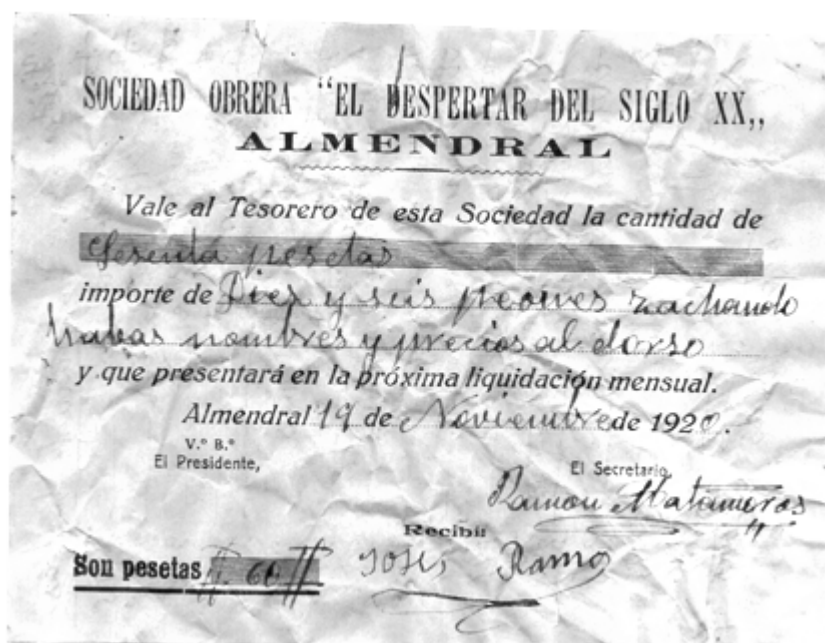 SOCIEDAD OBRERA “EL DESPERTAR DEL SIGLO XX„
ALMENDRAL
Vale al Tesorero de esta Sociedad la cantidad de
Sesenta pesetas
importe de Diez y seis peones rachando
habas nombres y precios al dorso
y que presentará en la próxima liquidación mensual.
Almendral 19 de Noviembre de 1920.
V.º B.º
El Presidente,
El Secretario,
Ramon Matamoros
Recibí:
Son pesetas 60
José Ramo